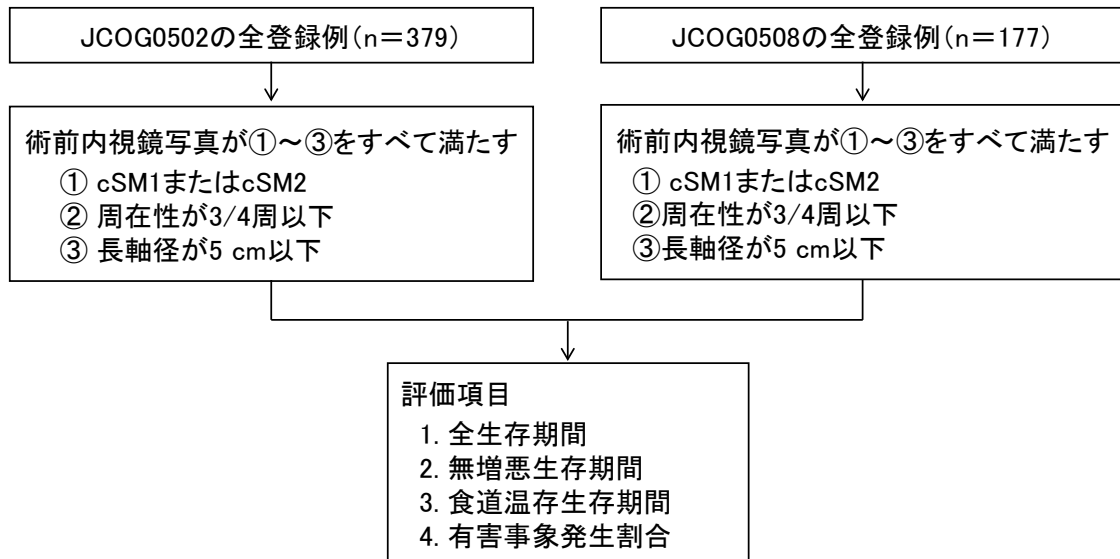 JCOG0502の全登録例(n=379)
術前内視鏡写真が①~③をすべて満たす
① cSM1またはcSM2
② 周在性が3/4周以下
③ 長軸径が5 cm以下
JCOG0508の全登録例(n=177)
術前内視鏡写真が①~③をすべて満たす
① cSM1またはcSM2
②周在性が3/4周以下
③長軸径が5 cm以下
評価項目
1. 全生存期間
2. 無増悪生存期間
3. 食道温存生存期間
4. 有害事象発生割合